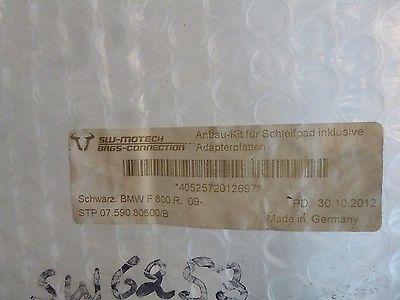 SW-MOTECH
BAGS-CONNECTION
Anbau-Kit für Schleifpad inklusive
Adapterplatten
*4052572012697*
Schwarz. BMW F 800 R. 09-.
PD: 30.10.2012
STP.07.590.80500/B
Made in Germany
SW6253